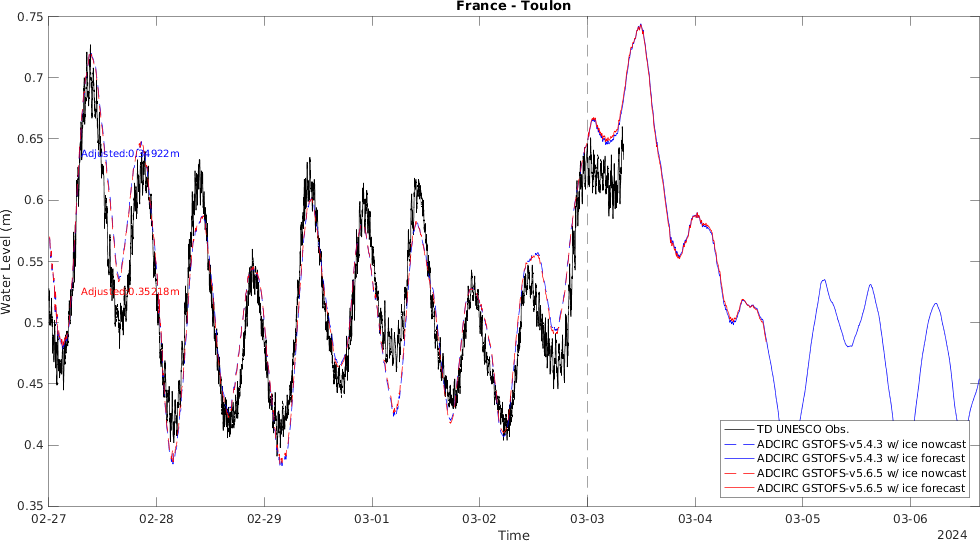 France - Toulon
Water Level (m)
0.75
0.7
0.65
0.6
0.55
0.5
0.45
0.4
0.35
Adjusted:0.34922m
Adjusted:0.35218m
TD UNESCO Obs.
ADCIRC GSTOFS-v5.4.3 w/ ice nowcast
ADCIRC GSTOFS-v5.4.3 w/ ice forecast
ADCIRC GSTOFS-v5.6.5 w/ ice nowcast
ADCIRC GSTOFS-v5.6.5 w/ ice forecast
02-27 02-28 02-29 03-01 03-02 03-03 03-04 03-05 03-06
Time
2024